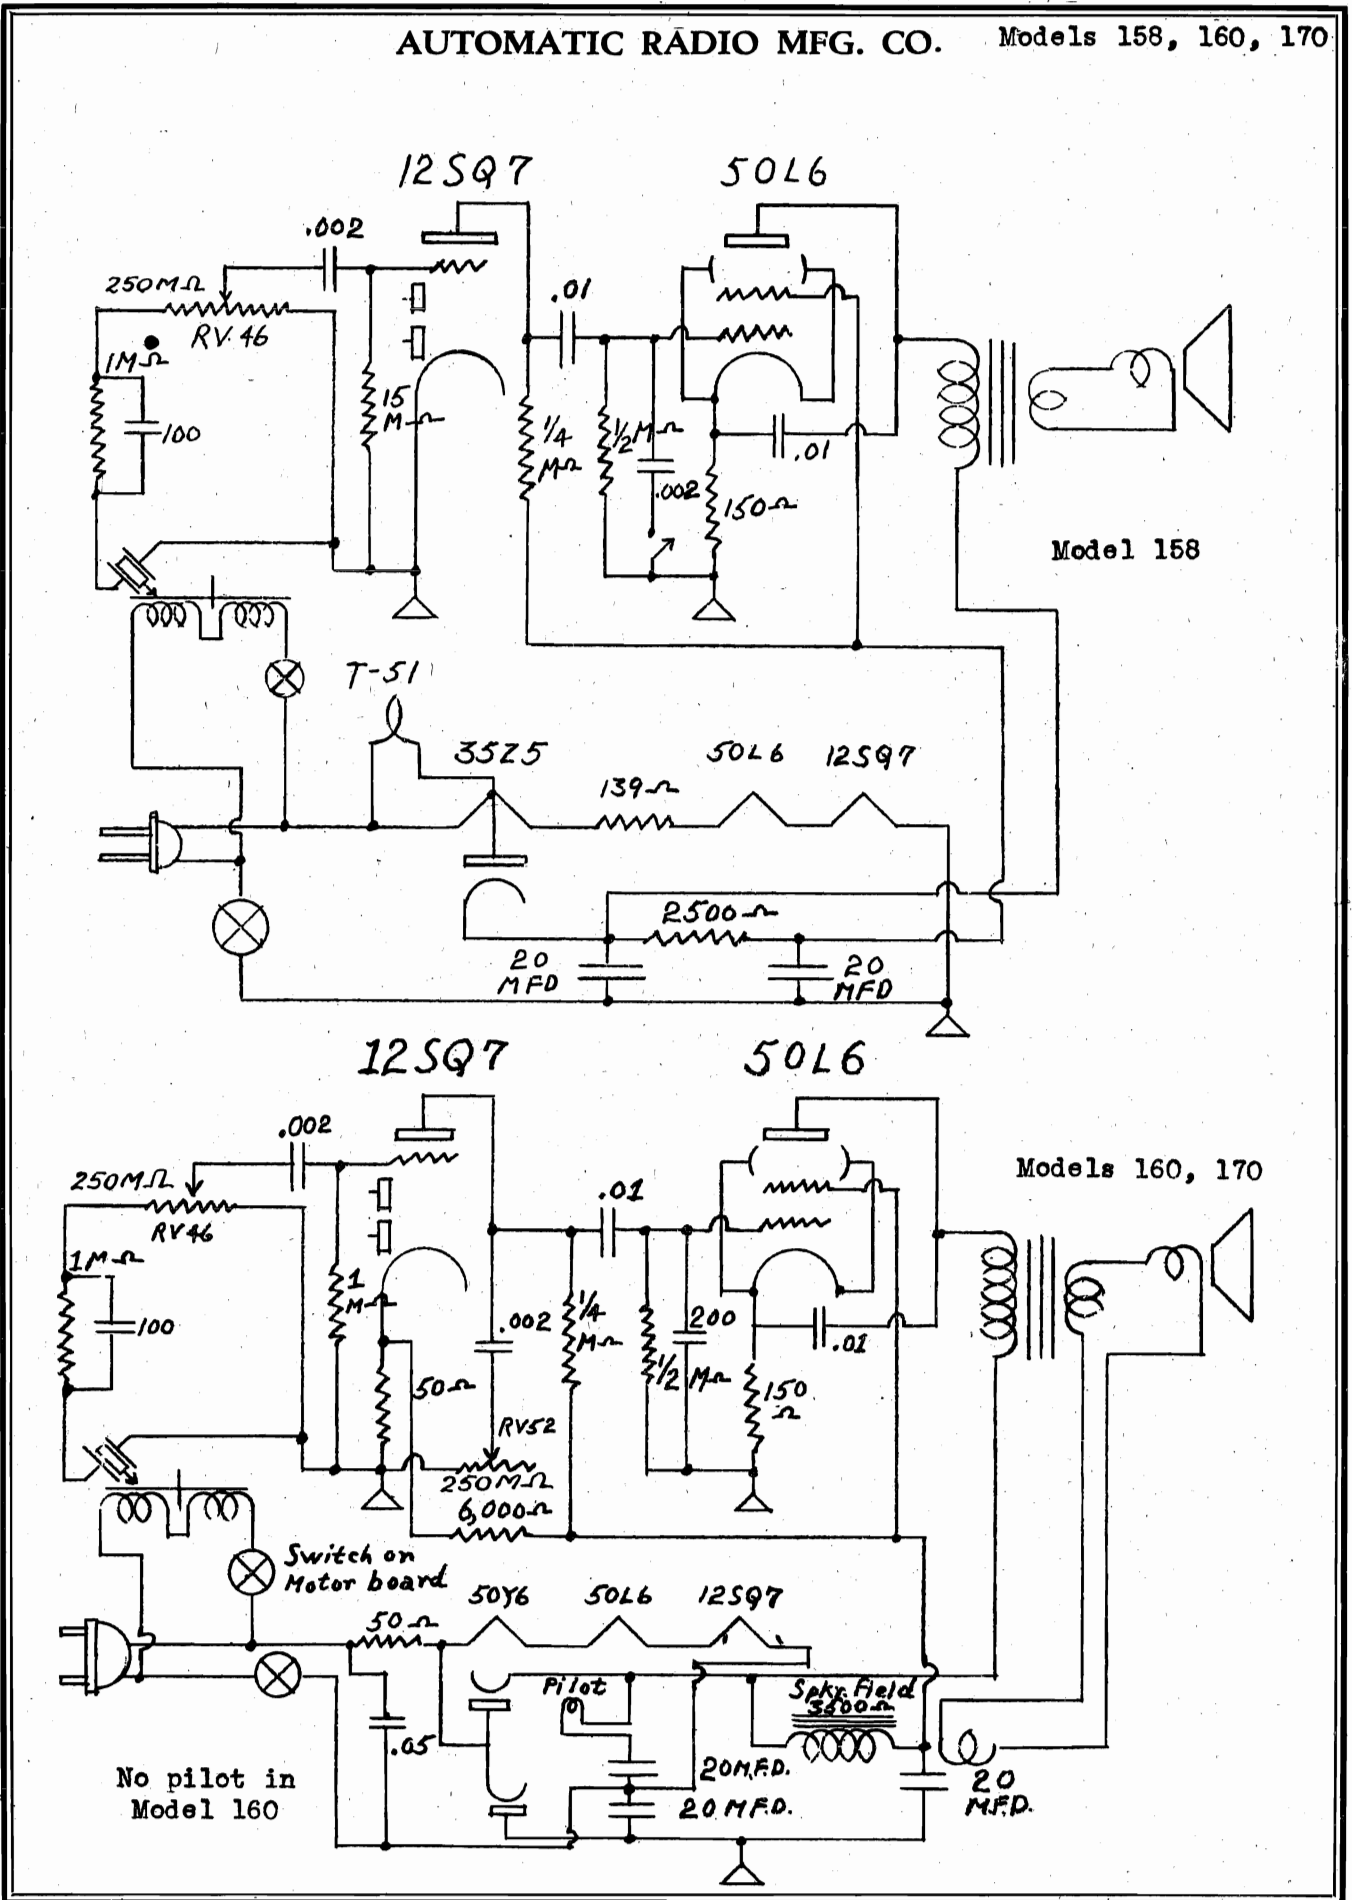 AUTOMATIC RADIO MFG. CO. Models 158, 160, 170
12SQ7 50L6
.002
250MΩ
RV 46
.01
1MΩ
100
15
MΩ
1/4
MΩ
1/2 MΩ
.002
.01
150Ω
Model 158
T-51
35Z5
139Ω
50L6
12SQ7
2500Ω
20
MFD
20
MFD
12SQ7 50L6
.002
Models 160, 170
250MΩ
RV46
.01
1MΩ
100
1
MΩ
.002
1/4
MΩ
200
1/2 MΩ
.01
50Ω
150
Ω
RV52
250MΩ
6,000Ω
Switch on
Motor board
50Y6
50L6
12SQ7
50Ω
Pilot
Spkr. Field
3500Ω
.05
20M.F.D.
20 M.F.D.
20
M.F.D.
No pilot in
Model 160